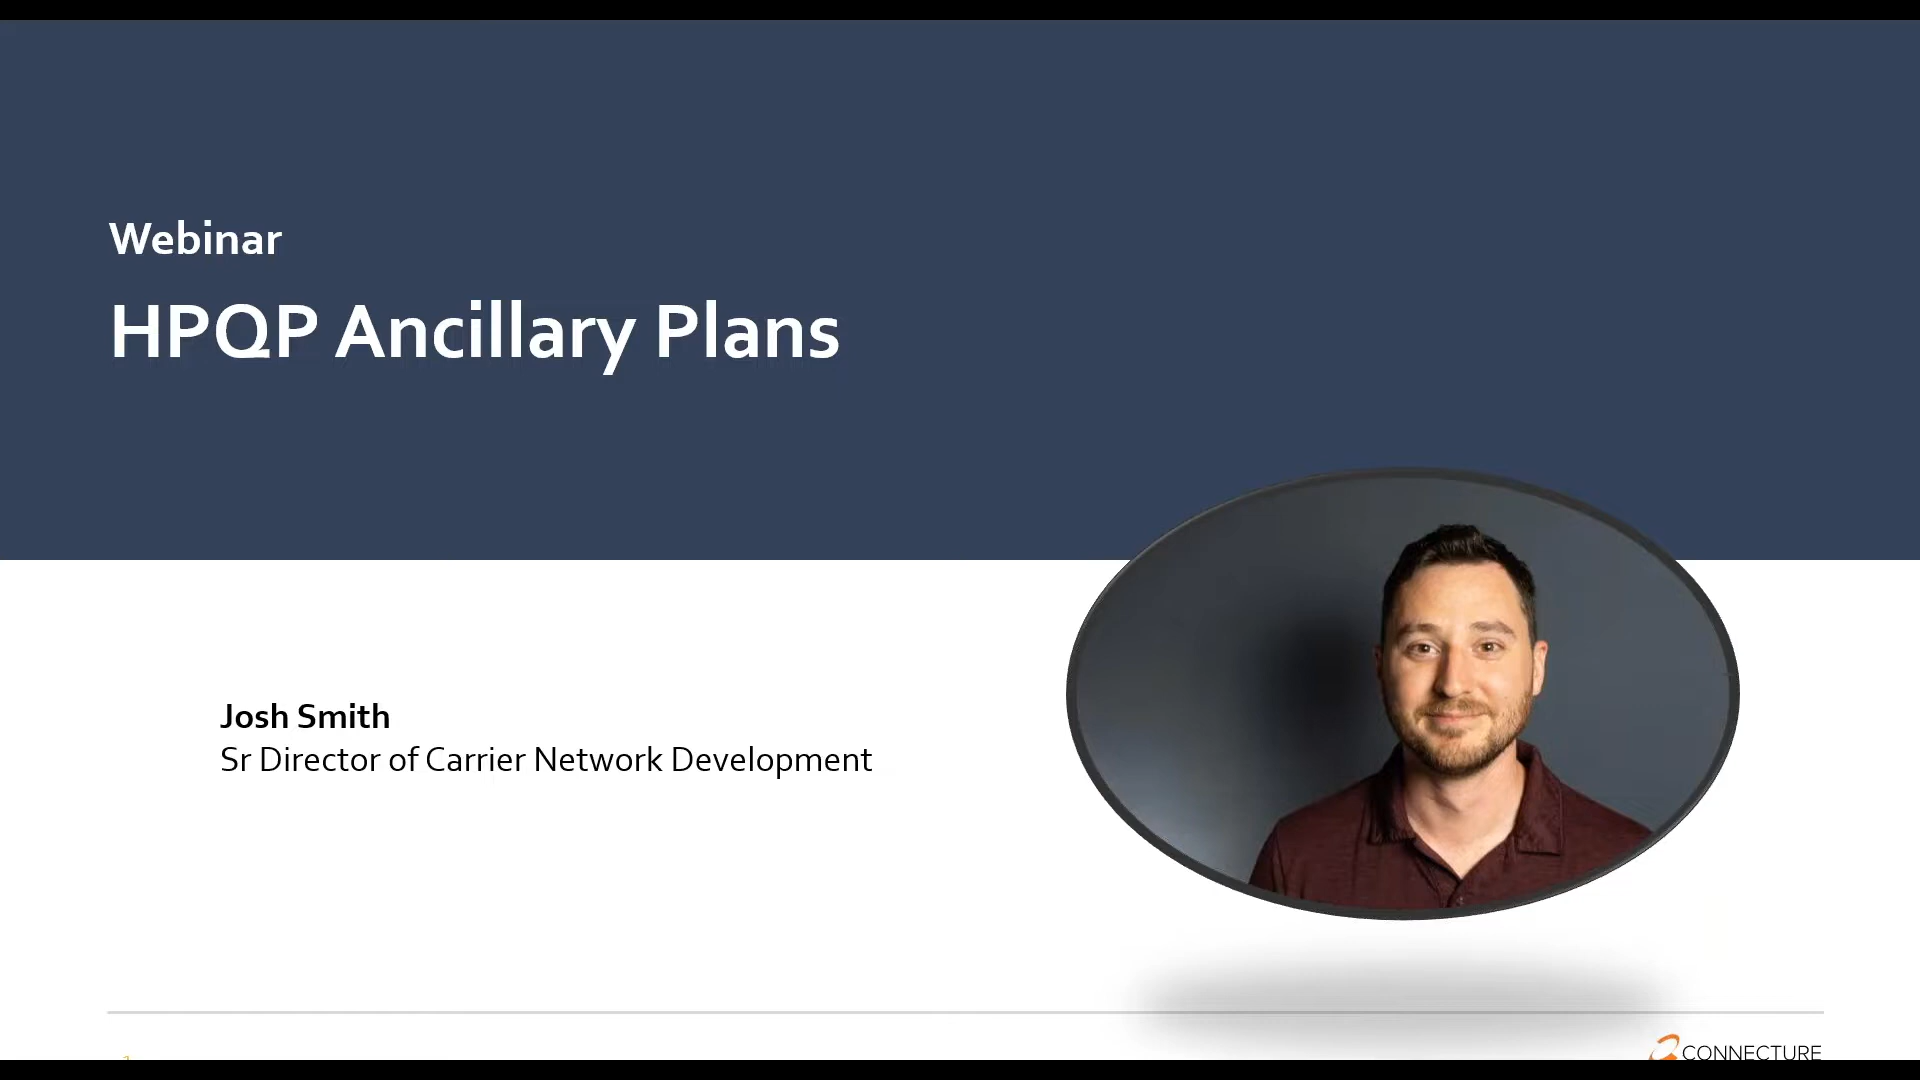 Webinar
HPQP Ancillary Plans
Josh Smith
Sr Director of Carrier Network Development
CONNECTURE